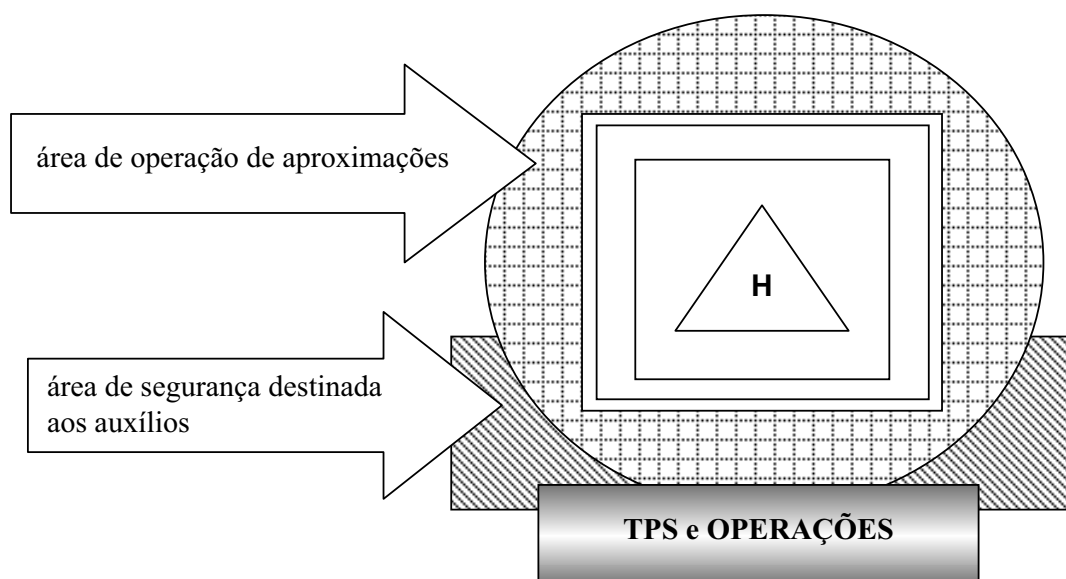 área de operação de aproximações
H
área de segurança destinada
aos auxílios
TPS e OPERAÇÕES